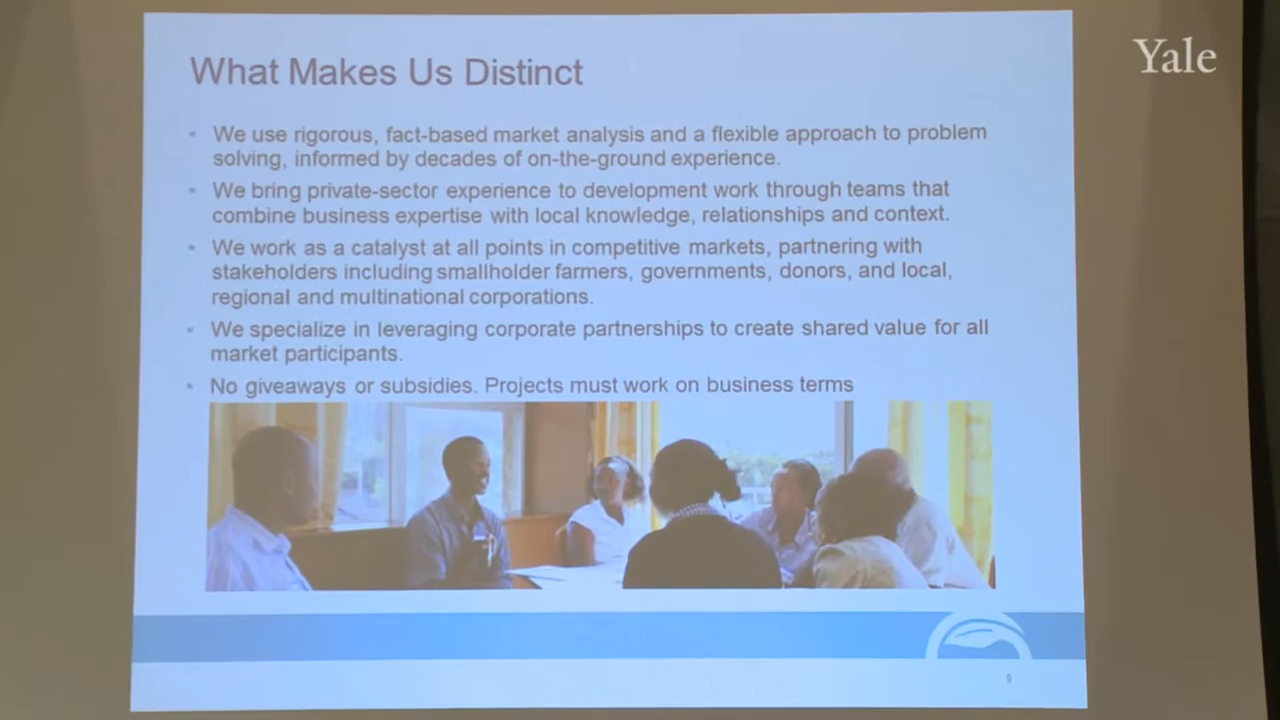 Yale
What Makes Us Distinct
We use rigorous, fact-based market analysis and a flexible approach to problem
solving, informed by decades of on-the-ground experience.
We bring private-sector experience to development work through teams that
combine business expertise with local knowledge, relationships and context.
We work as a catalyst at all points in competitive markets, partnering with
stakeholders including smallholder farmers, governments, donors, and local,
regional and multinational corporations.
We specialize in leveraging corporate partnerships to create shared value for all
market participants.
No giveaways or subsidies. Projects must work on business terms
9